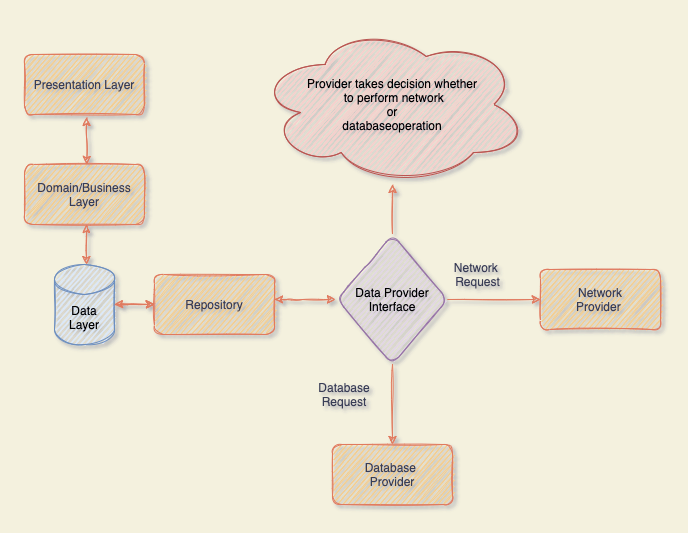 Presentation Layer
Provider takes decision whether
to perform network
or
databaseoperation
Domain/Business
Layer
Data
Layer
Repository
Data Provider
Interface
Network
Request
Network
Provider
Database
Request
Database
Provider